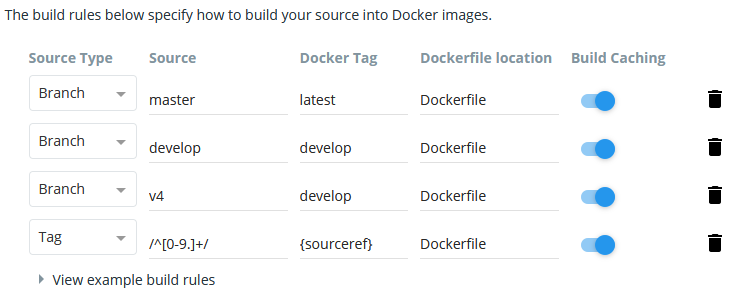 The build rules below specify how to build your source into Docker images.
Source Type Source Docker Tag Dockerfile location Build Caching
Branch master latest Dockerfile
Branch develop develop Dockerfile
Branch v4 develop Dockerfile
Tag /^[0-9.]+/ {sourceref} Dockerfile
View example build rules